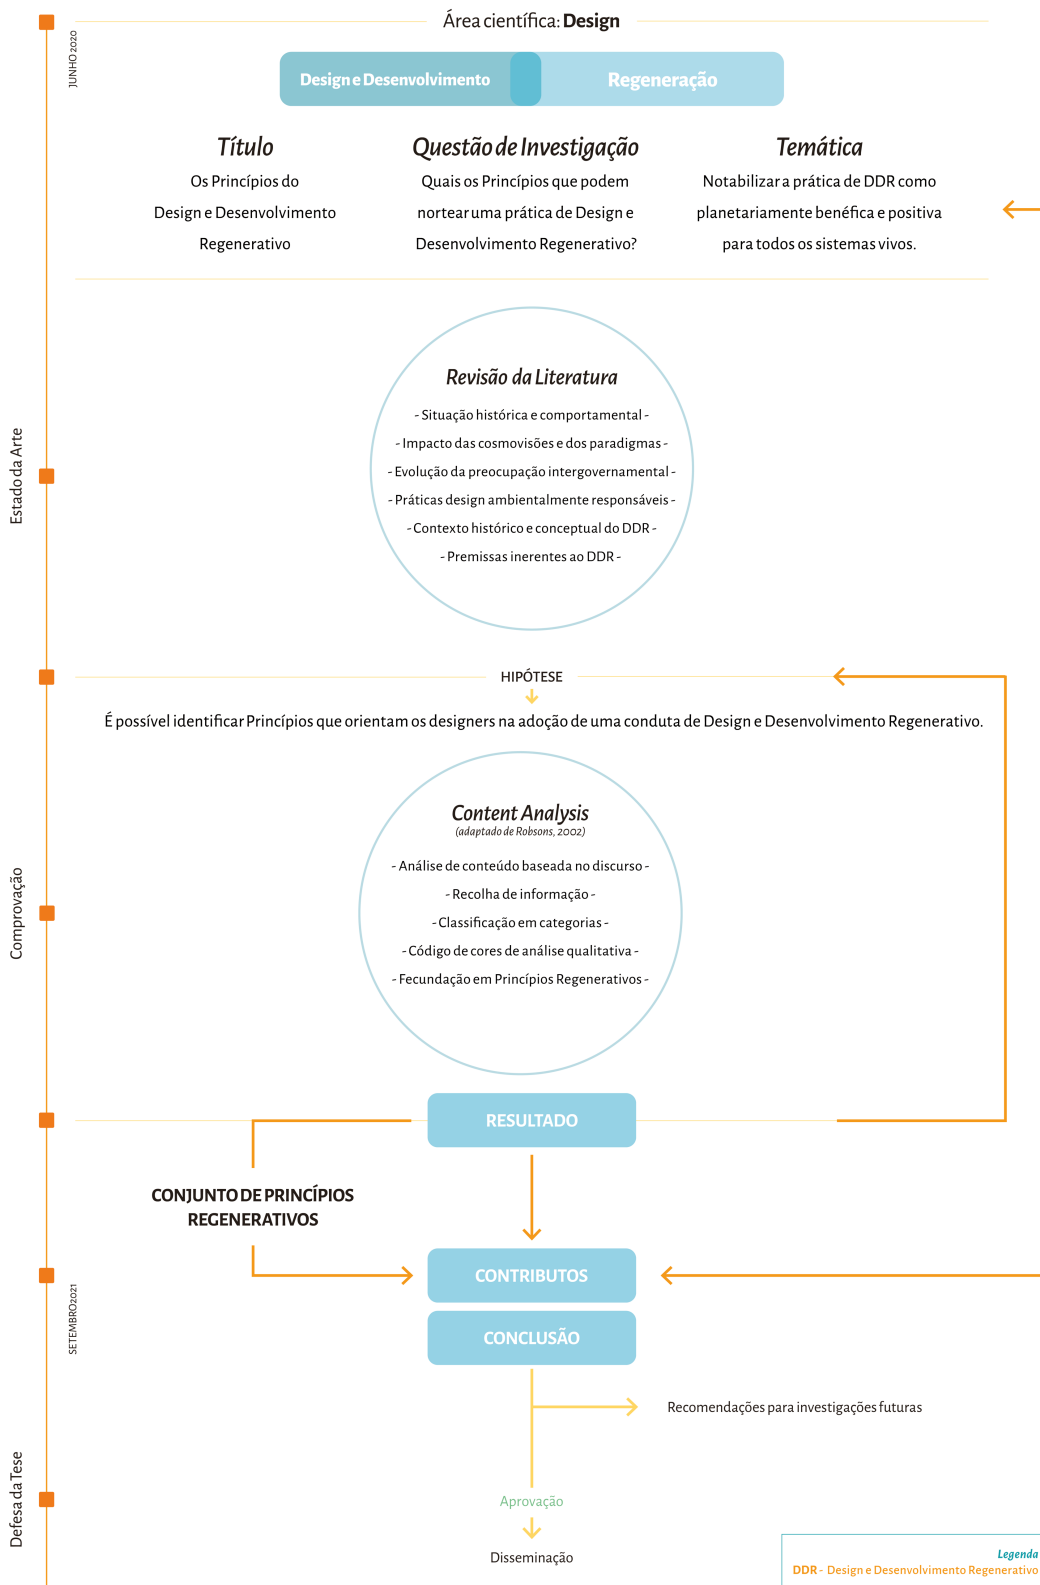 Área científica: Design
JUNHO 2020
Design e Desenvolvimento
Regeneração
Título
Os Princípios do
Design e Desenvolvimento
Regenerativo
Questão de Investigação
Quais os Princípios que podem
nortear uma prática de Design e
Desenvolvimento Regenerativo?
Temática
Notabilizar a prática de DDR como
planetariamente benéfica e positiva
para todos os sistemas vivos.
Estado da Arte
Revisão da Literatura
- Situação histórica e comportamental -
- Impacto das cosmovisões e dos paradigmas -
- Evolução da preocupação intergovernamental -
- Práticas design ambientalmente responsáveis -
- Contexto histórico e conceptual do DDR -
- Premissas inerentes ao DDR -
HIPÓTESE
É possível identificar Princípios que orientam os designers na adoção de uma conduta de Design e Desenvolvimento Regenerativo.
Comprovação
Content Analysis
(adaptado de Robsons, 2002)
- Análise de conteúdo baseada no discurso -
- Recolha de informação -
- Classificação em categorias -
- Código de cores de análise qualitativa -
- Fecundação em Princípios Regenerativos -
RESULTADO
CONJUNTO DE PRINCÍPIOS
REGENERATIVOS
CONTRIBUTOS
SETEMBRO2021
CONCLUSÃO
Recomendações para investigações futuras
Defesa da Tese
Aprovação
Disseminação
Legenda
DDR - Design e Desenvolvimento Regenerativo